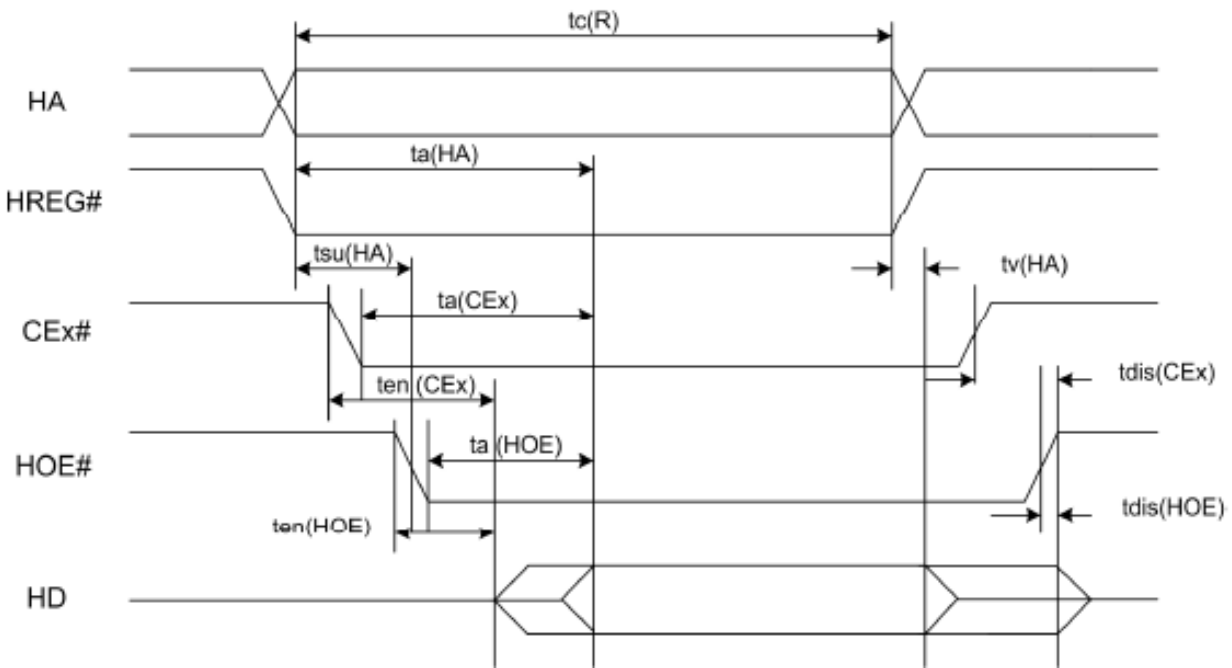 tc(R)
HA
ta(HA)
HREG#
tsu(HA)
tv(HA)
ta(CEx)
CEx#
tdis(CEx)
ten (CEx)
ta (HOE)
HOE#
tdis(HOE)
ten(HOE)
HD